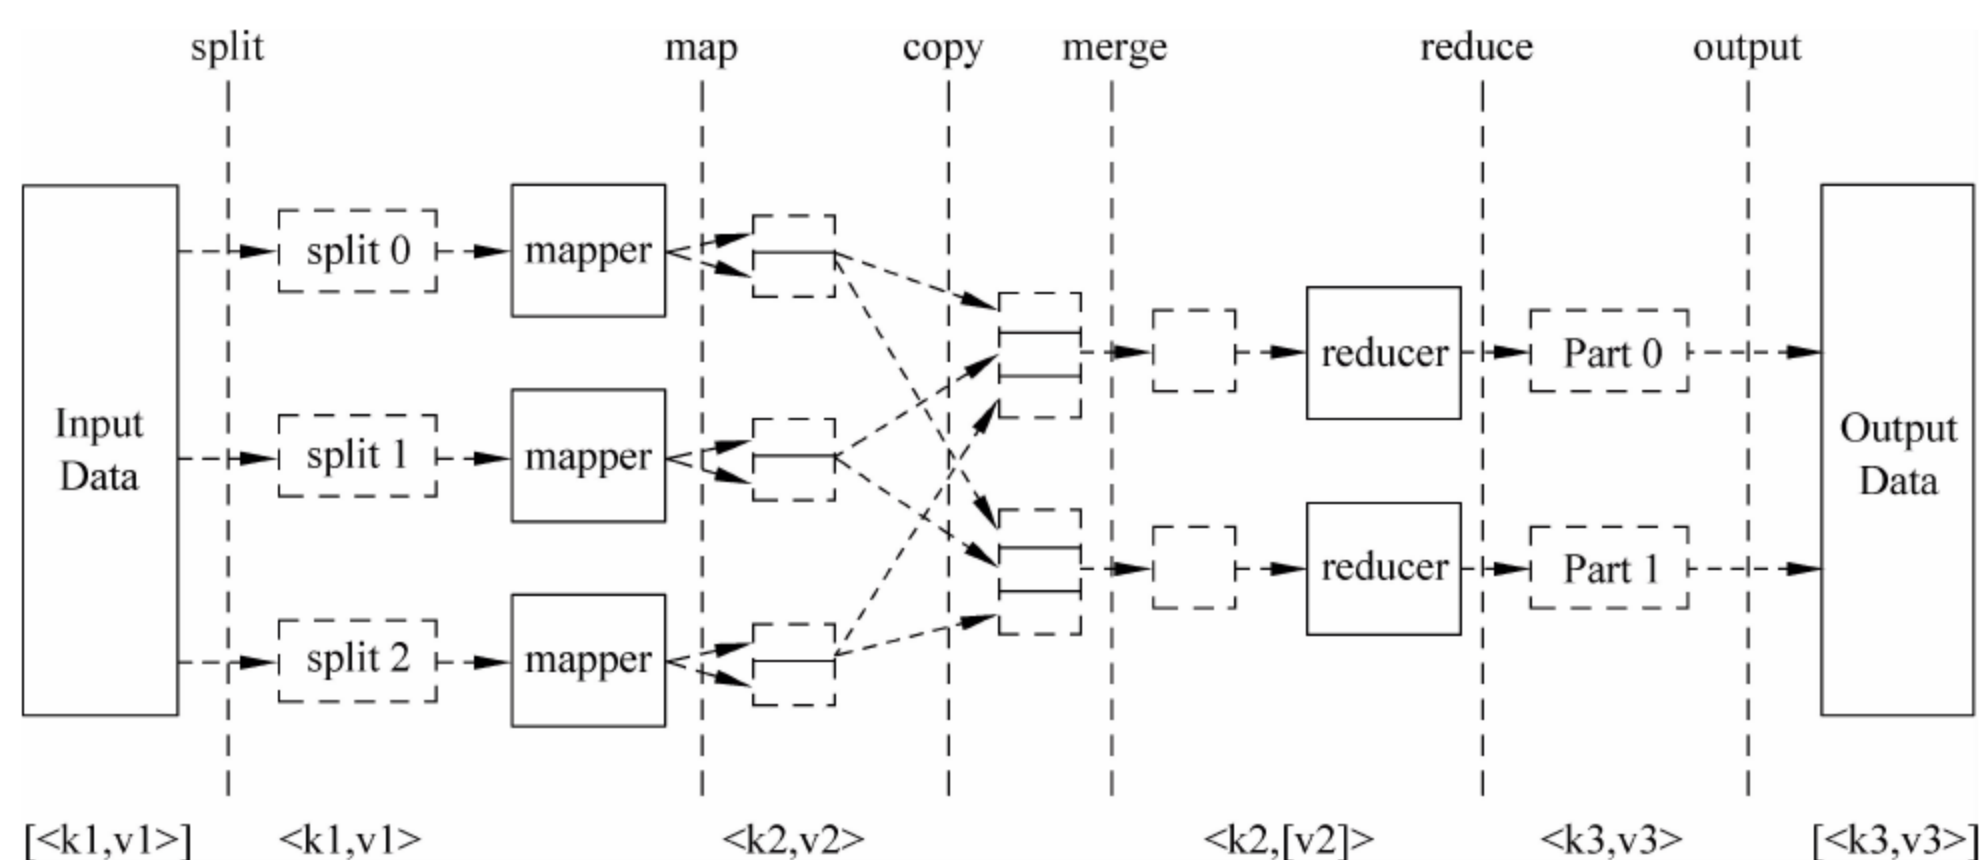 split map copy merge reduce output
split 0 mapper
reducer Part 0
Input
Data
split 1 mapper
Output
Data
reducer Part 1
split 2 mapper
[<k1,v1>] <k1,v1> <k2,v2> <k2,[v2]> <k3,v3> [<k3,v3>]